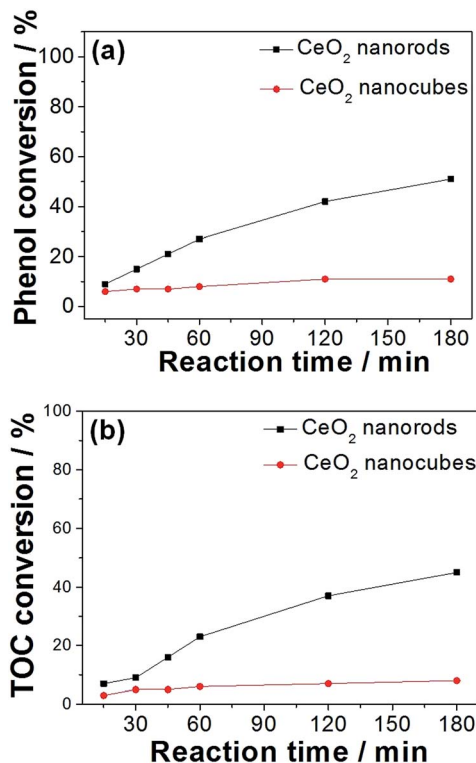 (a)
CeO₂ nanorods
CeO₂ nanocubes
100
80
60
40
20
0
Phenol conversion / %
30 60 90 120 150 180
Reaction time / min
(b)
CeO₂ nanorods
CeO₂ nanocubes
100
80
60
40
20
0
TOC conversion / %
30 60 90 120 150 180
Reaction time / min